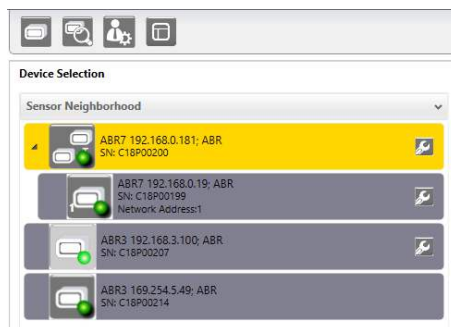 Device Selection
Sensor Neighborhood
ABR7 192.168.0.181; ABR
SN: C18P00200
ABR7 192.168.0.19; ABR
SN: C18P00199
Network Address:1
ABR3 192.168.3.100; ABR
SN: C18P00207
ABR3 169.254.5.49; ABR
SN: C18P00214